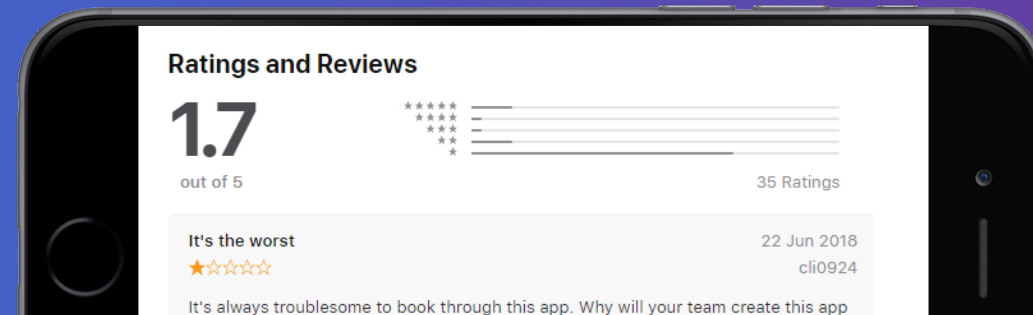 Ratings and Reviews
1.7
out of 5
35 Ratings
It's the worst
22 Jun 2018
cli0924
It's always troublesome to book through this app. Why will your team create this app